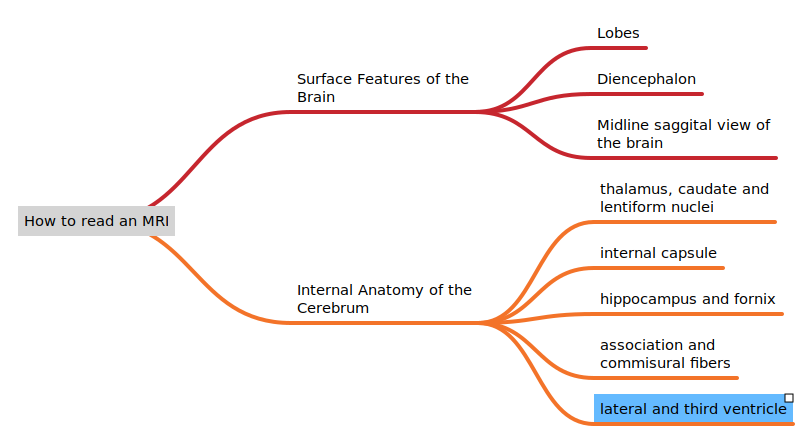 Lobes
Surface Features of the
Brain
Diencephalon
Midline saggital view of
the brain
How to read an MRI
thalamus, caudate and
lentiform nuclei
internal capsule
Internal Anatomy of the
Cerebrum
hippocampus and fornix
association and
commisural fibers
lateral and third ventricle